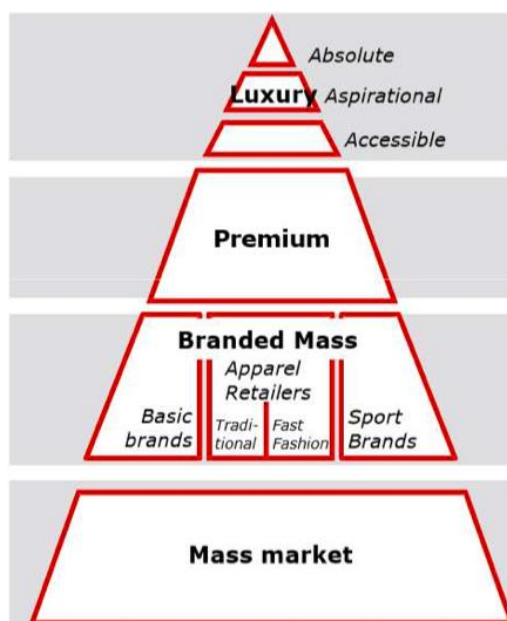 Absolute
Luxury Aspirational
Accessible
Premium
Branded Mass
Apparel
Retailers
Basic
brands
Tradi-
tional
Fast
Fashion
Sport
Brands
Mass market